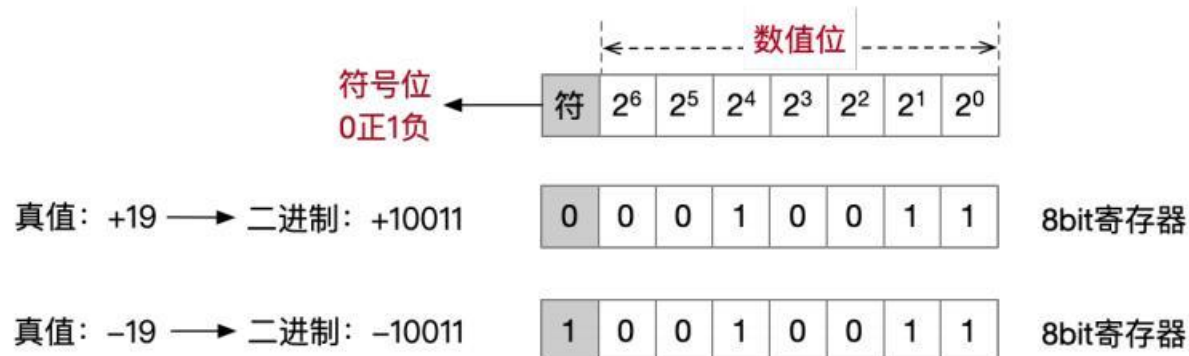 数值位
符号位
0正1负
符 2⁶ 2⁵ 2⁴ 2³ 2² 2¹ 2⁰
真值：+19 二进制：+10011 0 0 0 1 0 0 1 1 8bit寄存器
真值：–19 二进制：–10011 1 0 0 1 0 0 1 1 8bit寄存器